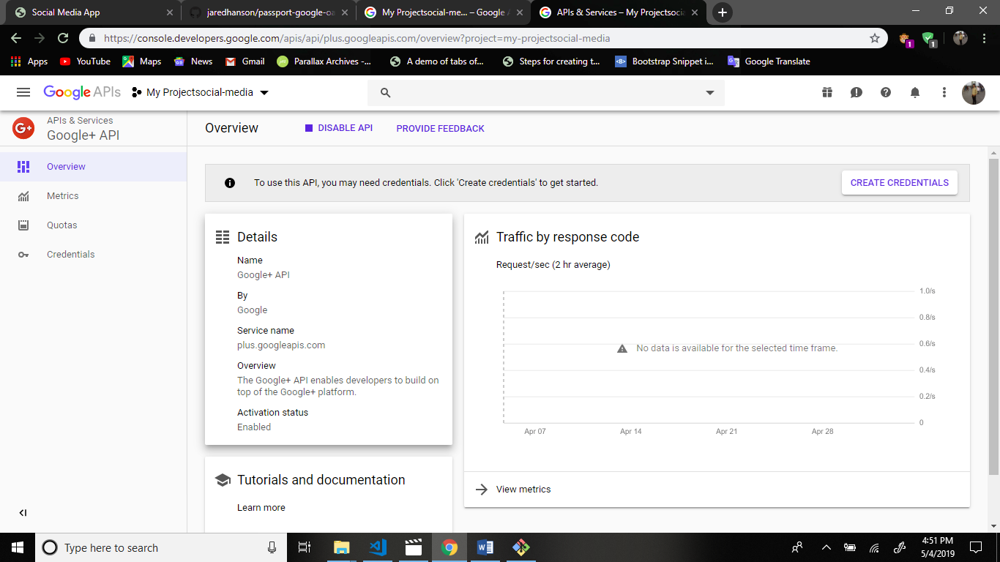 Social Media App
jaredhanson/passport-google-oa
My Projectsocial-me... – Google A
APIs & Services – My Projectsocia
https://console.developers.google.com/apis/api/plus.googleapis.com/overview?project=my-projectsocial-media
1
1
Apps
YouTube
Maps
News
Gmail
Parallax Archives -...
A demo of tabs of...
Steps for creating t...
Bootstrap Snippet i...
Google Translate
Google APIs
My Projectsocial-media
G+
APIs & Services
Google+ API
Overview
DISABLE API
PROVIDE FEEDBACK
Overview
Metrics
Quotas
Credentials
To use this API, you may need credentials. Click 'Create credentials' to get started.
CREATE CREDENTIALS
Details
Name
Google+ API
By
Google
Service name
plus.googleapis.com
Overview
The Google+ API enables developers to build on
top of the Google+ platform.
Activation status
Enabled
Tutorials and documentation
Learn more
Traffic by response code
Request/sec (2 hr average)
1.0/s
0.8/s
0.6/s
0.4/s
0.2/s
0
No data is available for the selected time frame.
Apr 07
Apr 14
Apr 21
Apr 28
View metrics
Type here to search
4:51 PM
5/4/2019